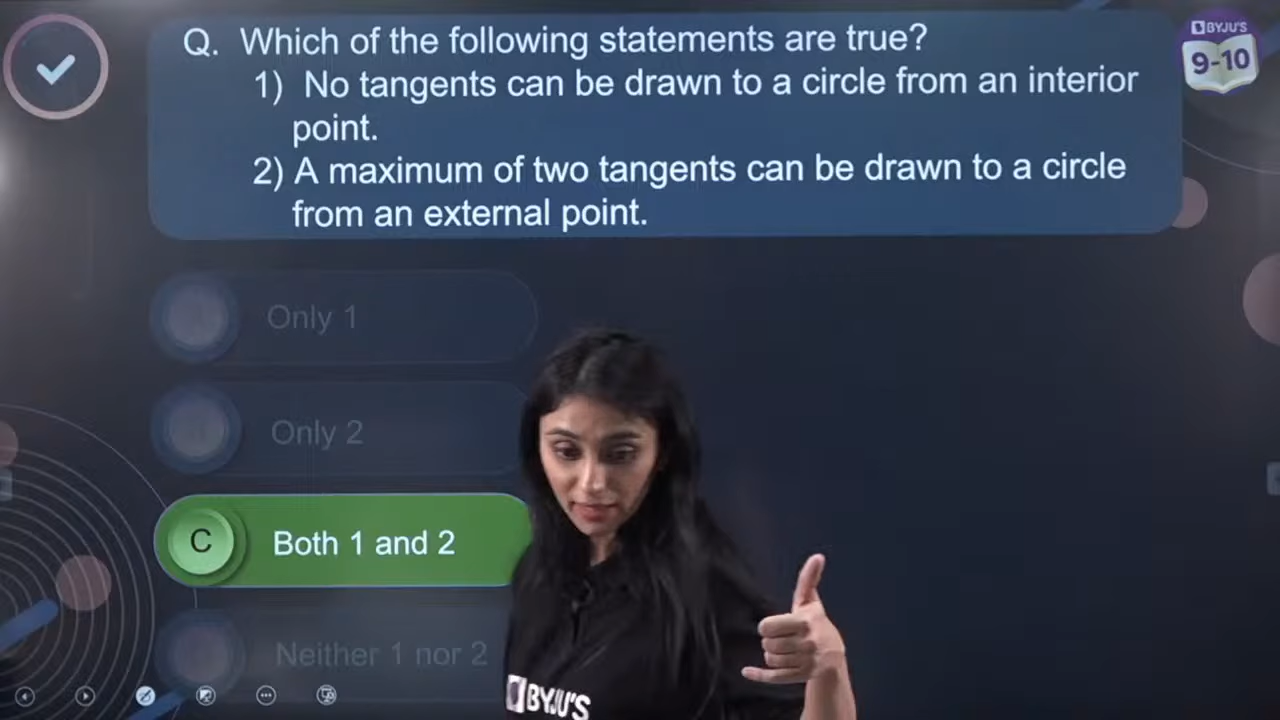 Q. Which of the following statements are true?
1) No tangents can be drawn to a circle from an interior
point.
2) A maximum of two tangents can be drawn to a circle
from an external point.
BYJU'S
9-10
Only 1
Only 2
C Both 1 and 2
Neither 1 nor 2
BYJU'S